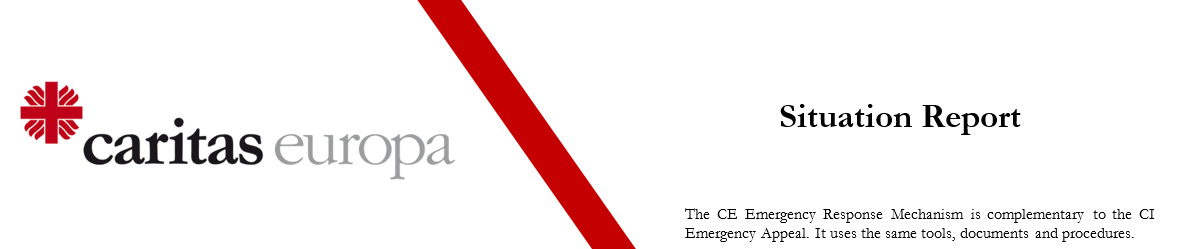 caritas europa
Situation Report
The CE Emergency Response Mechanism is complementary to the CI
Emergency Appeal. It uses the same tools, documents and procedures.